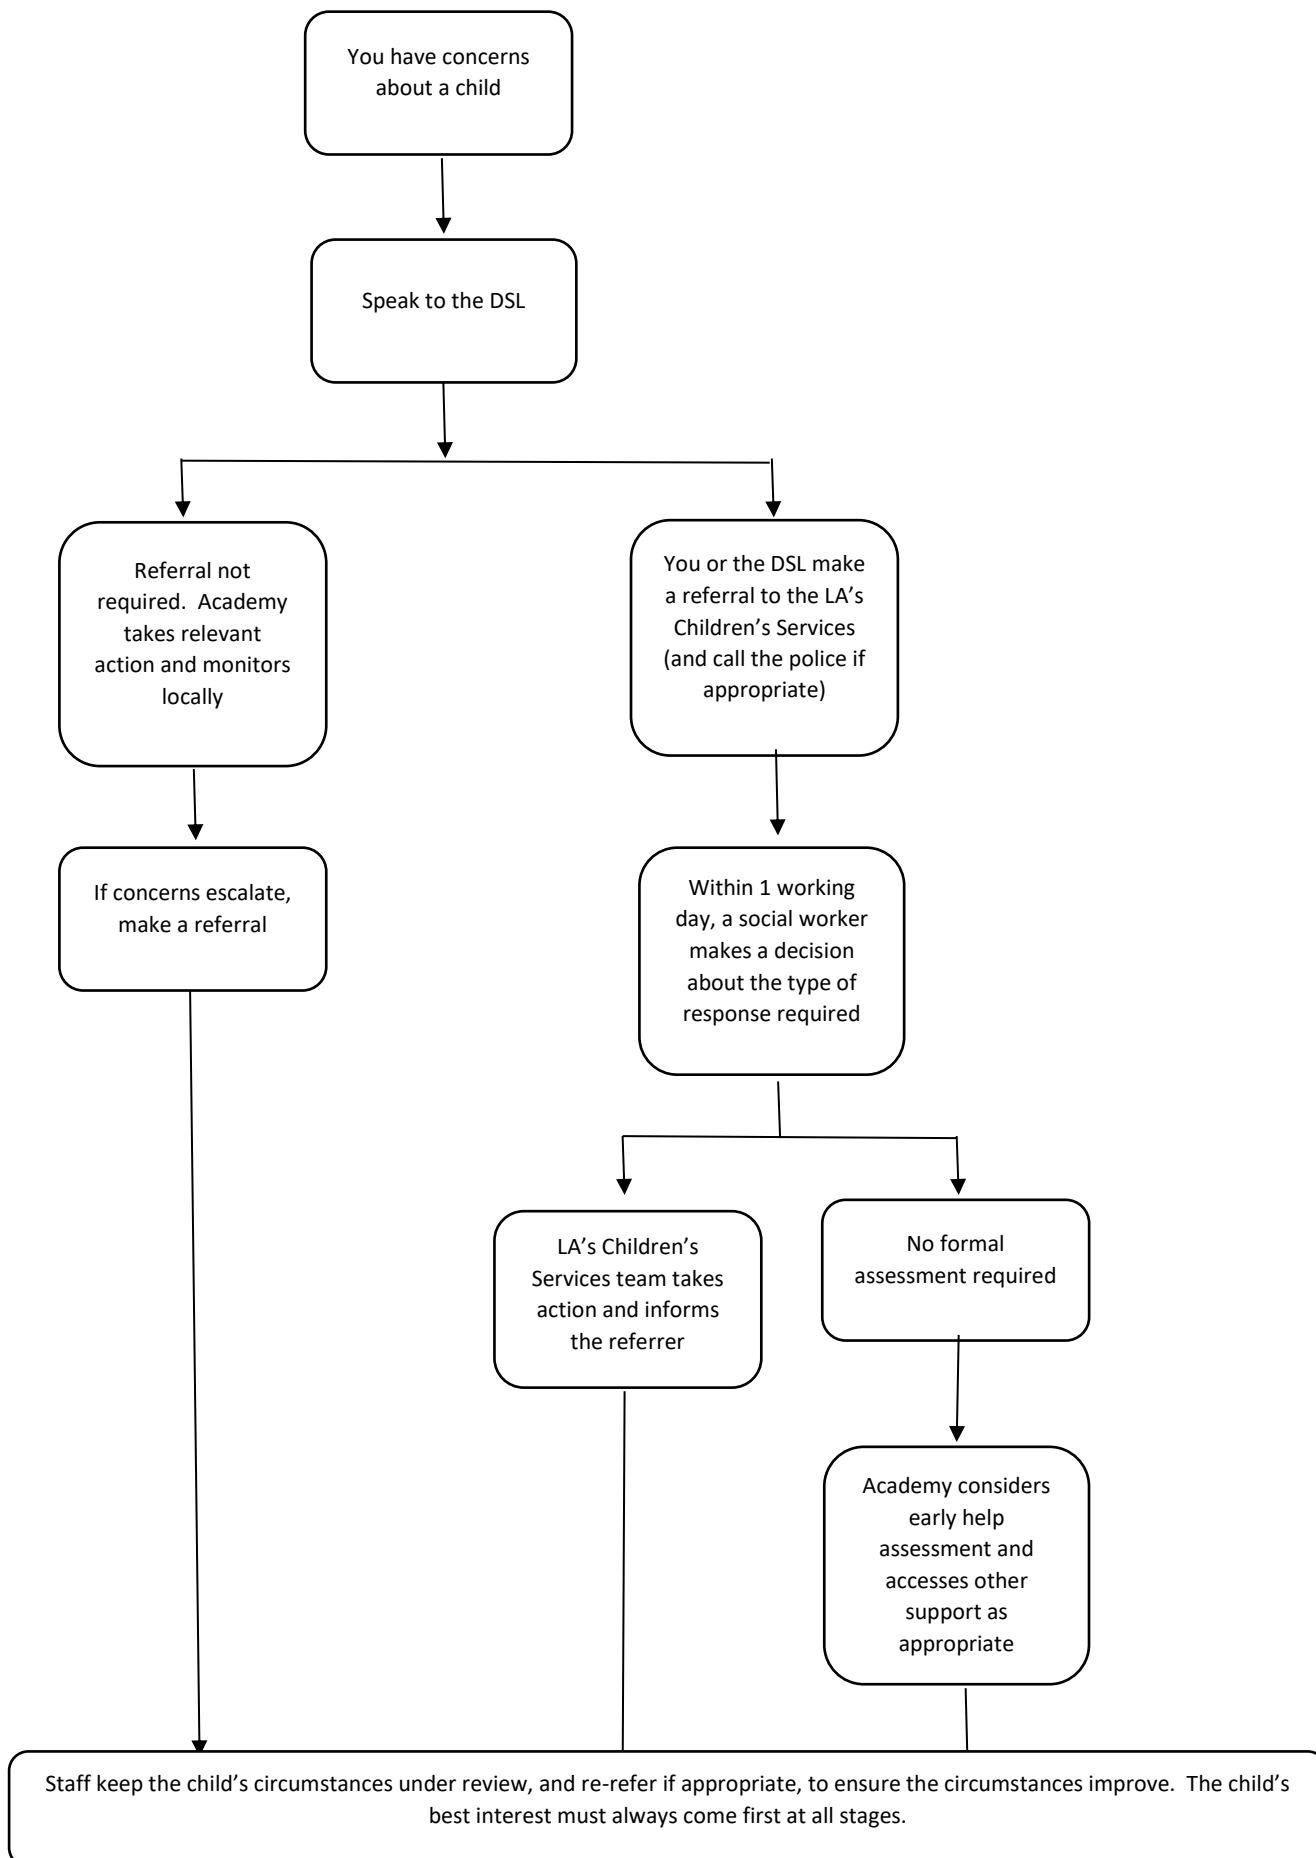 You have concerns
about a child
Speak to the DSL
Referral not
required.  Academy
takes relevant
action and monitors
locally
You or the DSL make
a referral to the LA’s
Children’s Services
(and call the police if
appropriate)
If concerns escalate,
make a referral
Within 1 working
day, a social worker
makes a decision
about the type of
response required
LA’s Children’s
Services team takes
action and informs
the referrer
No formal
assessment required
Academy considers
early help
assessment and
accesses other
support as
appropriate
Staff keep the child’s circumstances under review, and re-refer if appropriate, to ensure the circumstances improve.  The child’s
best interest must always come first at all stages.